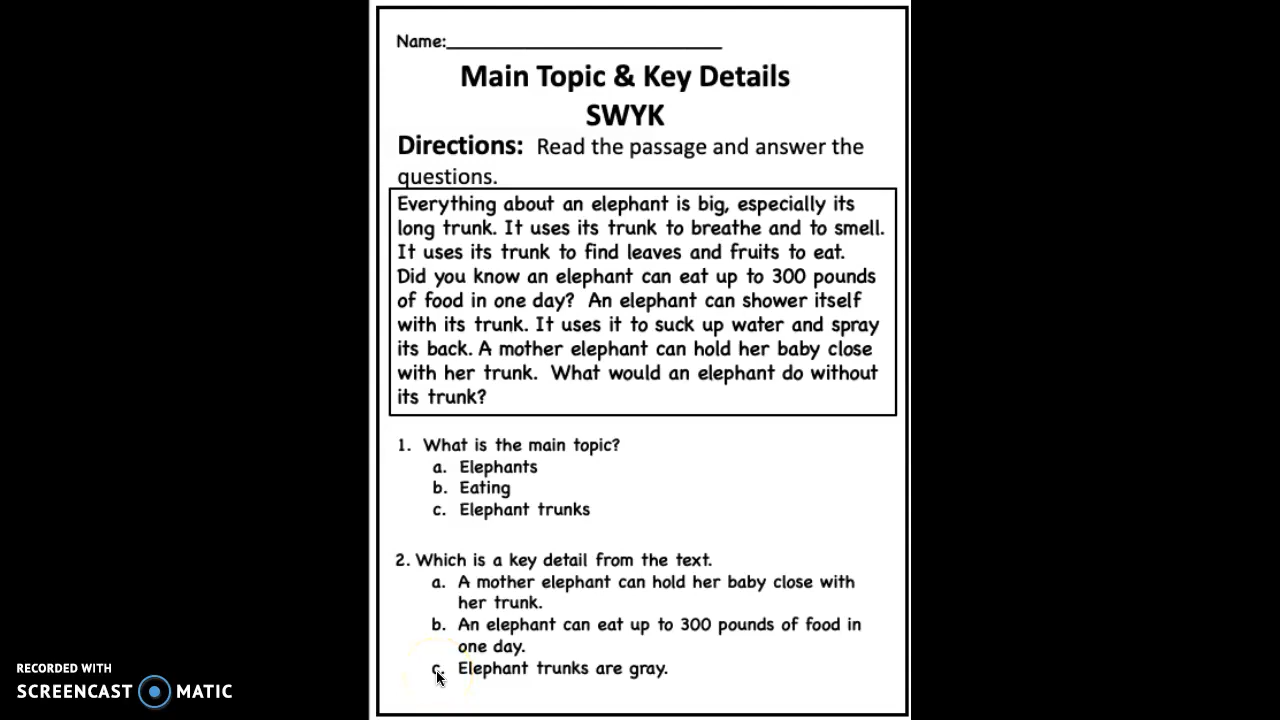 Name:____________________________
Main Topic & Key Details
SWYK
Directions: Read the passage and answer the
questions.
Everything about an elephant is big, especially its
long trunk. It uses its trunk to breathe and to smell.
It uses its trunk to find leaves and fruits to eat.
Did you know an elephant can eat up to 300 pounds
of food in one day? An elephant can shower itself
with its trunk. It uses it to suck up water and spray
its back. A mother elephant can hold her baby close
with her trunk. What would an elephant do without
its trunk?
1. What is the main topic?
a. Elephants
b. Eating
c. Elephant trunks
2. Which is a key detail from the text.
a. A mother elephant can hold her baby close with
her trunk.
b. An elephant can eat up to 300 pounds of food in
one day.
c. Elephant trunks are gray.
RECORDED WITH
SCREENCAST MATIC